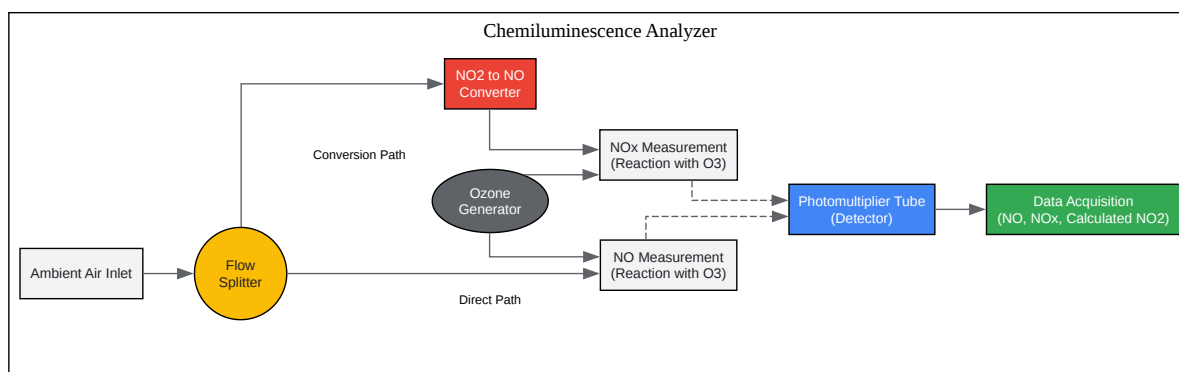 Chemiluminescence Analyzer
NO2 to NO
Converter
Conversion Path
NOx Measurement
(Reaction with O3)
Ozone
Generator
Photomultiplier Tube
(Detector)
Data Acquisition
(NO, NOx, Calculated NO2)
Ambient Air Inlet
Flow
Splitter
NO Measurement
(Reaction with O3)
Direct Path